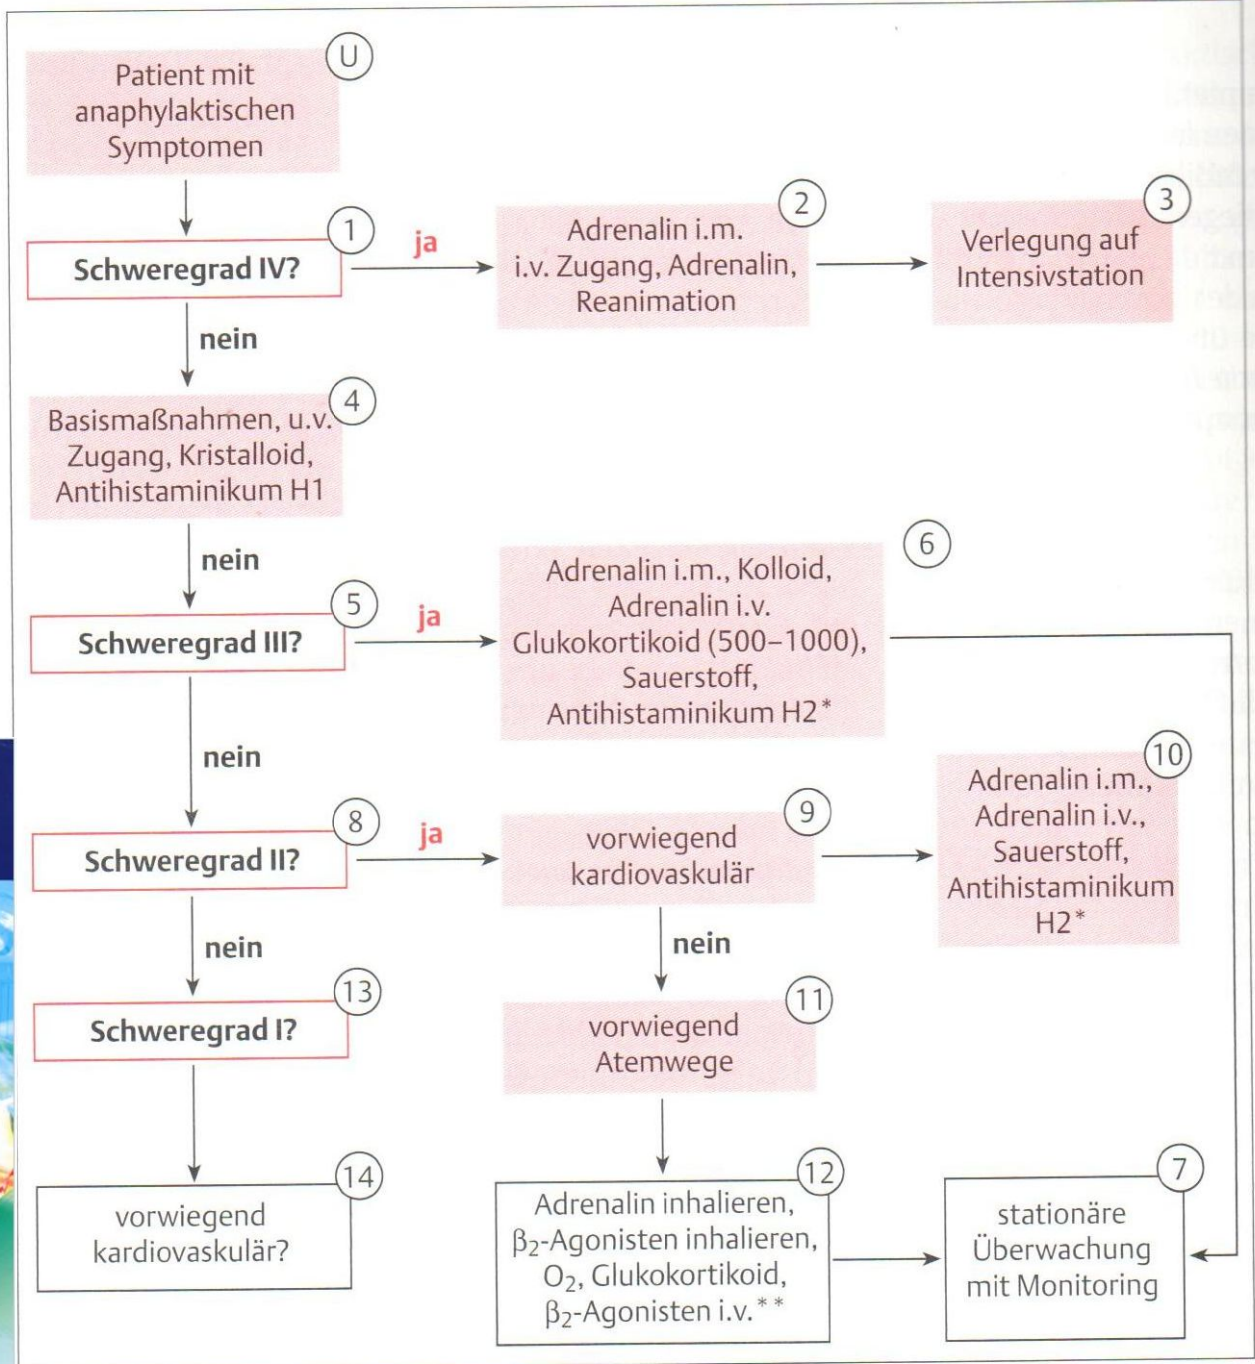 U
Patient mit
anaphylaktischen
Symptomen
1
Schweregrad IV?
ja
2
Adrenalin i.m.
i.v. Zugang, Adrenalin,
Reanimation
3
Verlegung auf
Intensivstation
nein
4
Basismaßnahmen, u.v.
Zugang, Kristalloid,
Antihistaminikum H1
nein
5
Schweregrad III?
ja
6
Adrenalin i.m., Kolloid,
Adrenalin i.v.
Glukokortikoid (500–1000),
Sauerstoff,
Antihistaminikum H2*
nein
8
Schweregrad II?
ja
9
vorwiegend
kardiovaskulär
10
Adrenalin i.m.,
Adrenalin i.v.,
Sauerstoff,
Antihistaminikum
H2*
nein
nein
13
Schweregrad I?
11
vorwiegend
Atemwege
14
vorwiegend
kardiovaskulär?
12
Adrenalin inhalieren,
β₂-Agonisten inhalieren,
O₂, Glukokortikoid,
β₂-Agonisten i.v.**
7
stationäre
Überwachung
mit Monitoring